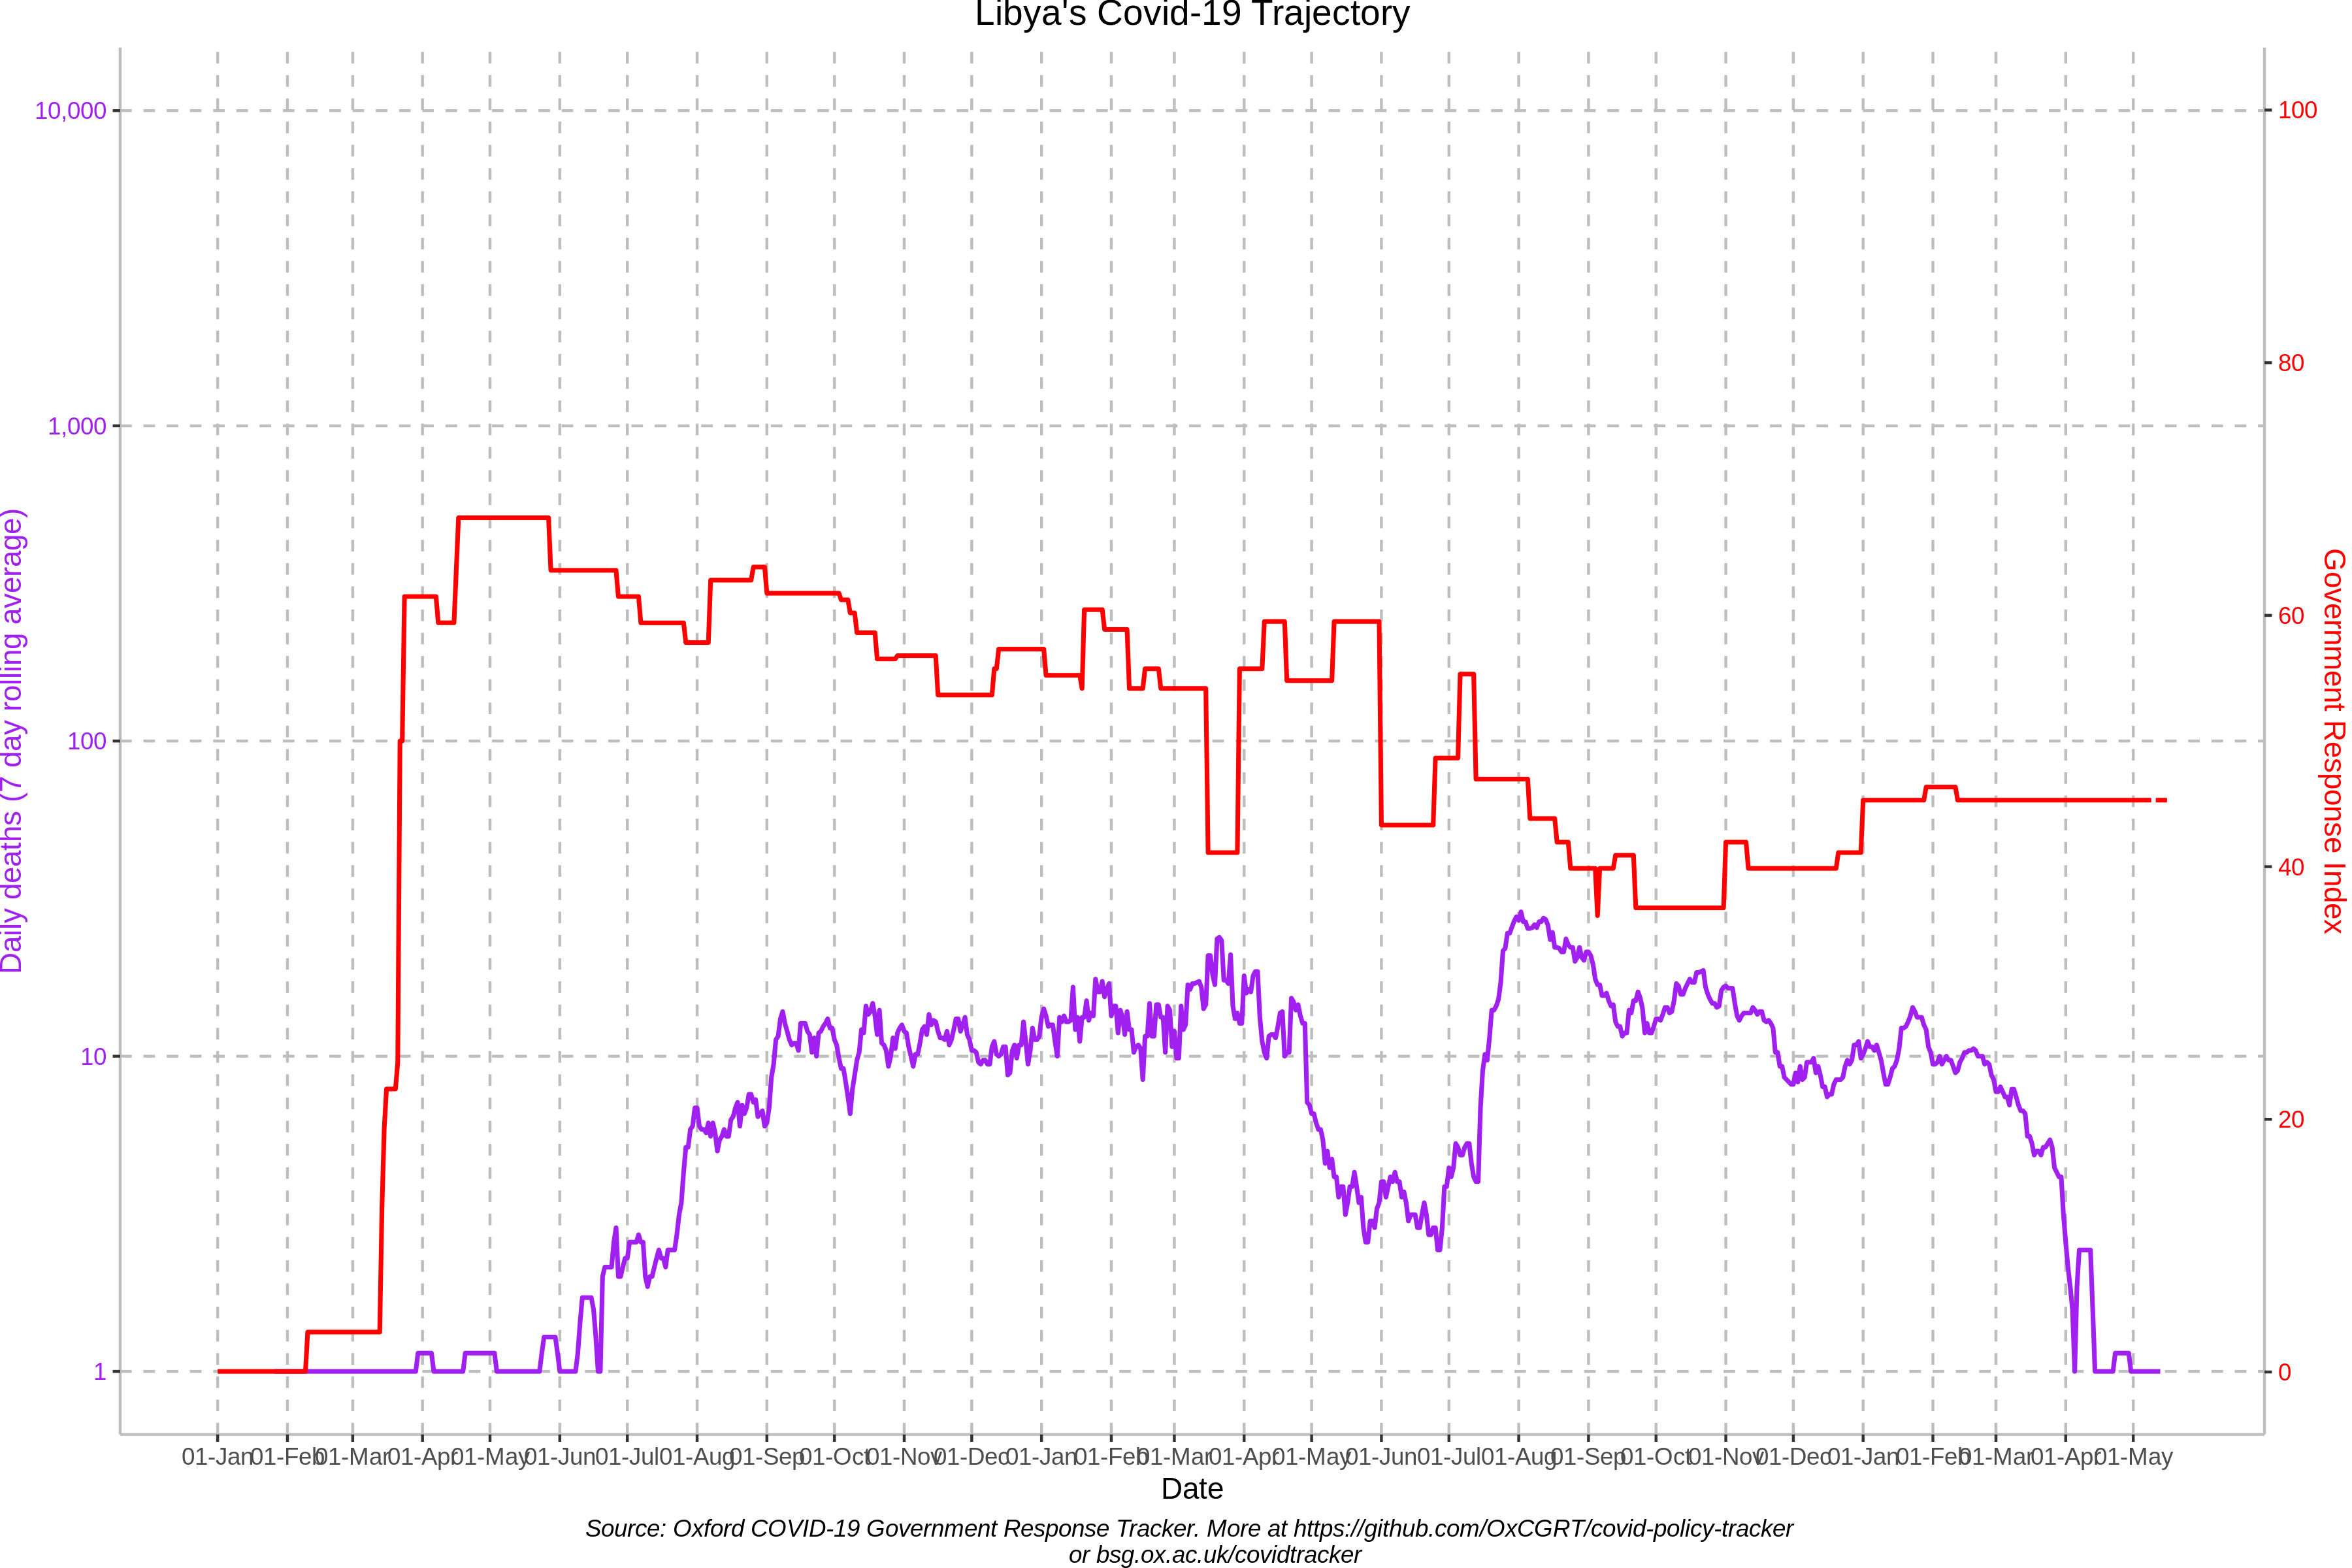 Libya's Covid-19 Trajectory
10,000
1,000
100
10
1
Daily deaths (7 day rolling average)
100
80
60
40
20
0
Government Response Index
01-Jan 01-Feb 01-Mar 01-Apr 01-May 01-Jun 01-Jul 01-Aug 01-Sep 01-Oct 01-Nov 01-Dec 01-Jan 01-Feb 01-Mar 01-Apr 01-May 01-Jun 01-Jul 01-Aug 01-Sep 01-Oct 01-Nov 01-Dec 01-Jan 01-Feb 01-Mar 01-Apr 01-May
Date
Source: Oxford COVID-19 Government Response Tracker. More at https://github.com/OxCGRT/covid-policy-tracker
or bsg.ox.ac.uk/covidtracker